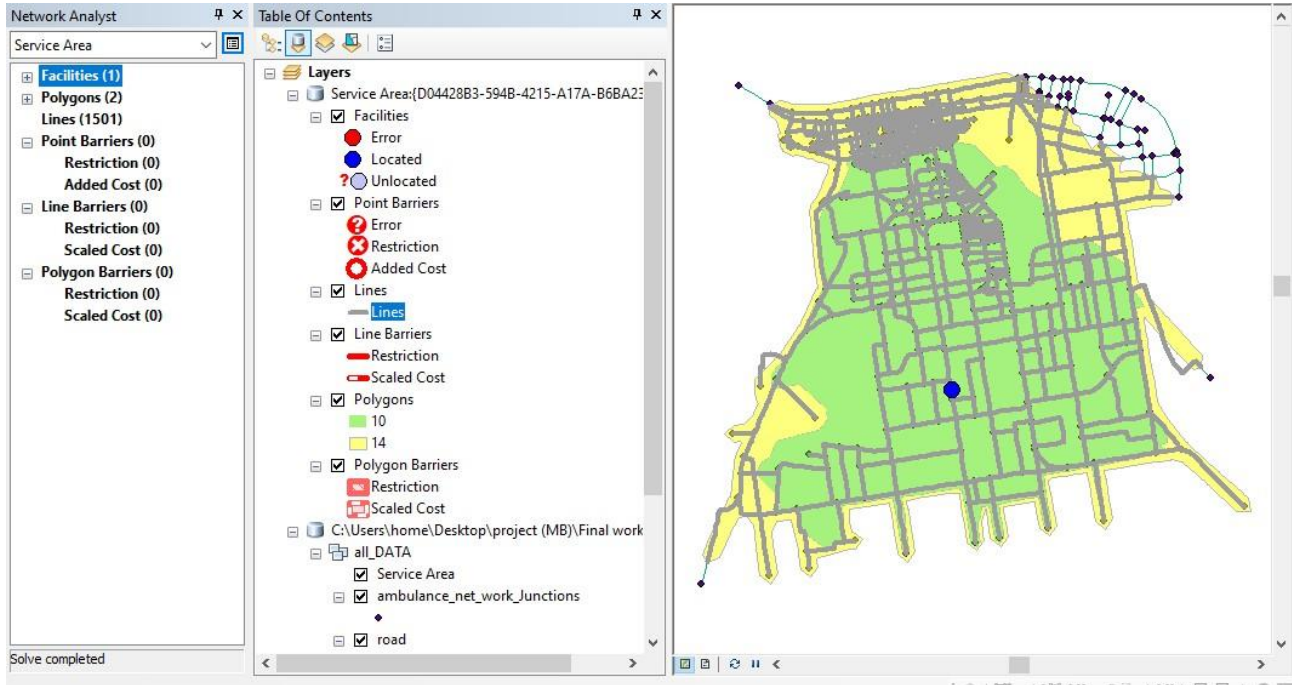 Network Analyst
Service Area
Facilities (1)
Polygons (2)
Lines (1501)
Point Barriers (0)
Restriction (0)
Added Cost (0)
Line Barriers (0)
Restriction (0)
Scaled Cost (0)
Polygon Barriers (0)
Restriction (0)
Scaled Cost (0)
Solve completed
Table Of Contents
Layers
Service Area:{D04428B3-594B-4215-A17A-B6BA23
Facilities
Error
Located
? Unlocated
Point Barriers
? Error
Restriction
Added Cost
Lines
Lines
Line Barriers
Restriction
Scaled Cost
Polygons
10
14
Polygon Barriers
Restriction
Scaled Cost
C:\Users\home\Desktop\project (MB)\Final work
all_DATA
Service Area
ambulance_net_work_Junctions
road